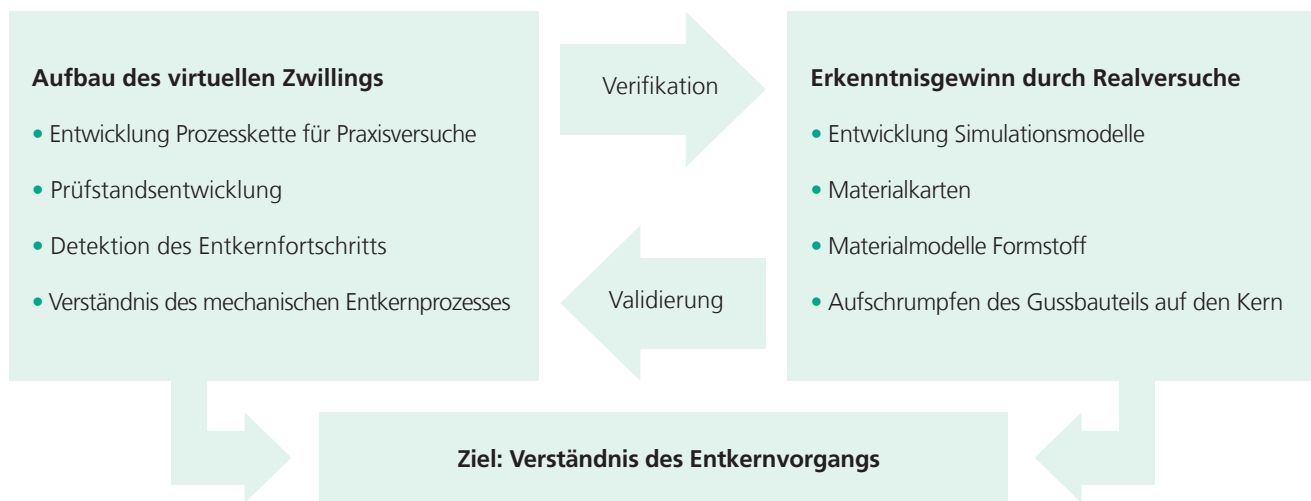 Aufbau des virtuellen Zwillings
• Entwicklung Prozesskette für Praxisversuche
• Prüfstandsentwicklung
• Detektion des Entkernfortschritts
• Verständnis des mechanischen Entkernprozesses
Verifikation
Validierung
Erkenntnisgewinn durch Realversuche
• Entwicklung Simulationsmodelle
• Materialkarten
• Materialmodelle Formstoff
• Aufschrumpfen des Gussbauteils auf den Kern
Ziel: Verständnis des Entkernvorgangs